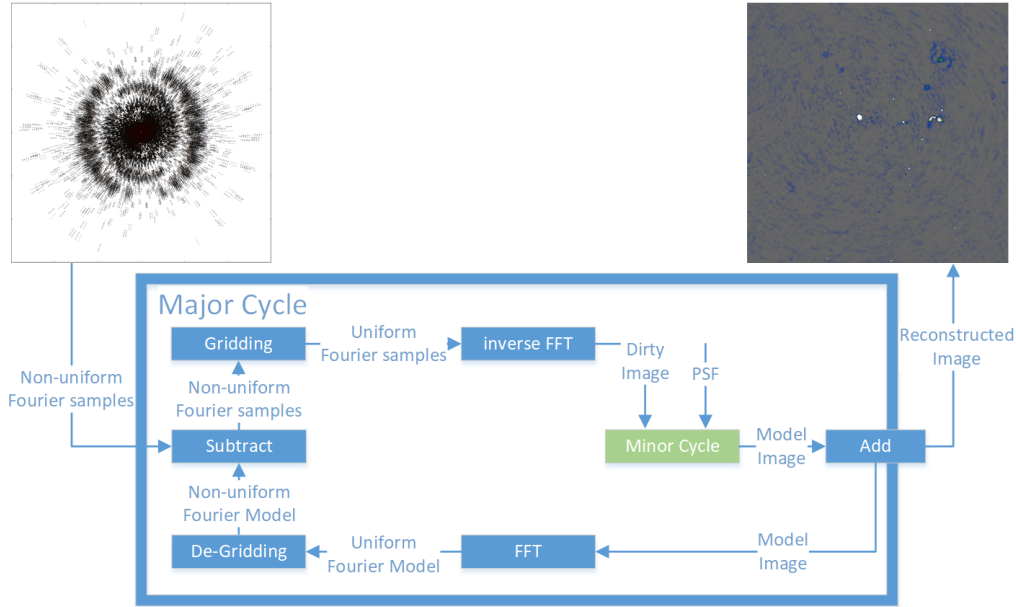 Major Cycle
Gridding
Uniform
Fourier samples
inverse FFT
Dirty
Image
PSF
Reconstructed
Image
Non-uniform
Fourier samples
Non-uniform
Fourier samples
Subtract
Minor Cycle
Model
Image
Add
Non-uniform
Fourier Model
De-Gridding
Uniform
Fourier Model
FFT
Model
Image